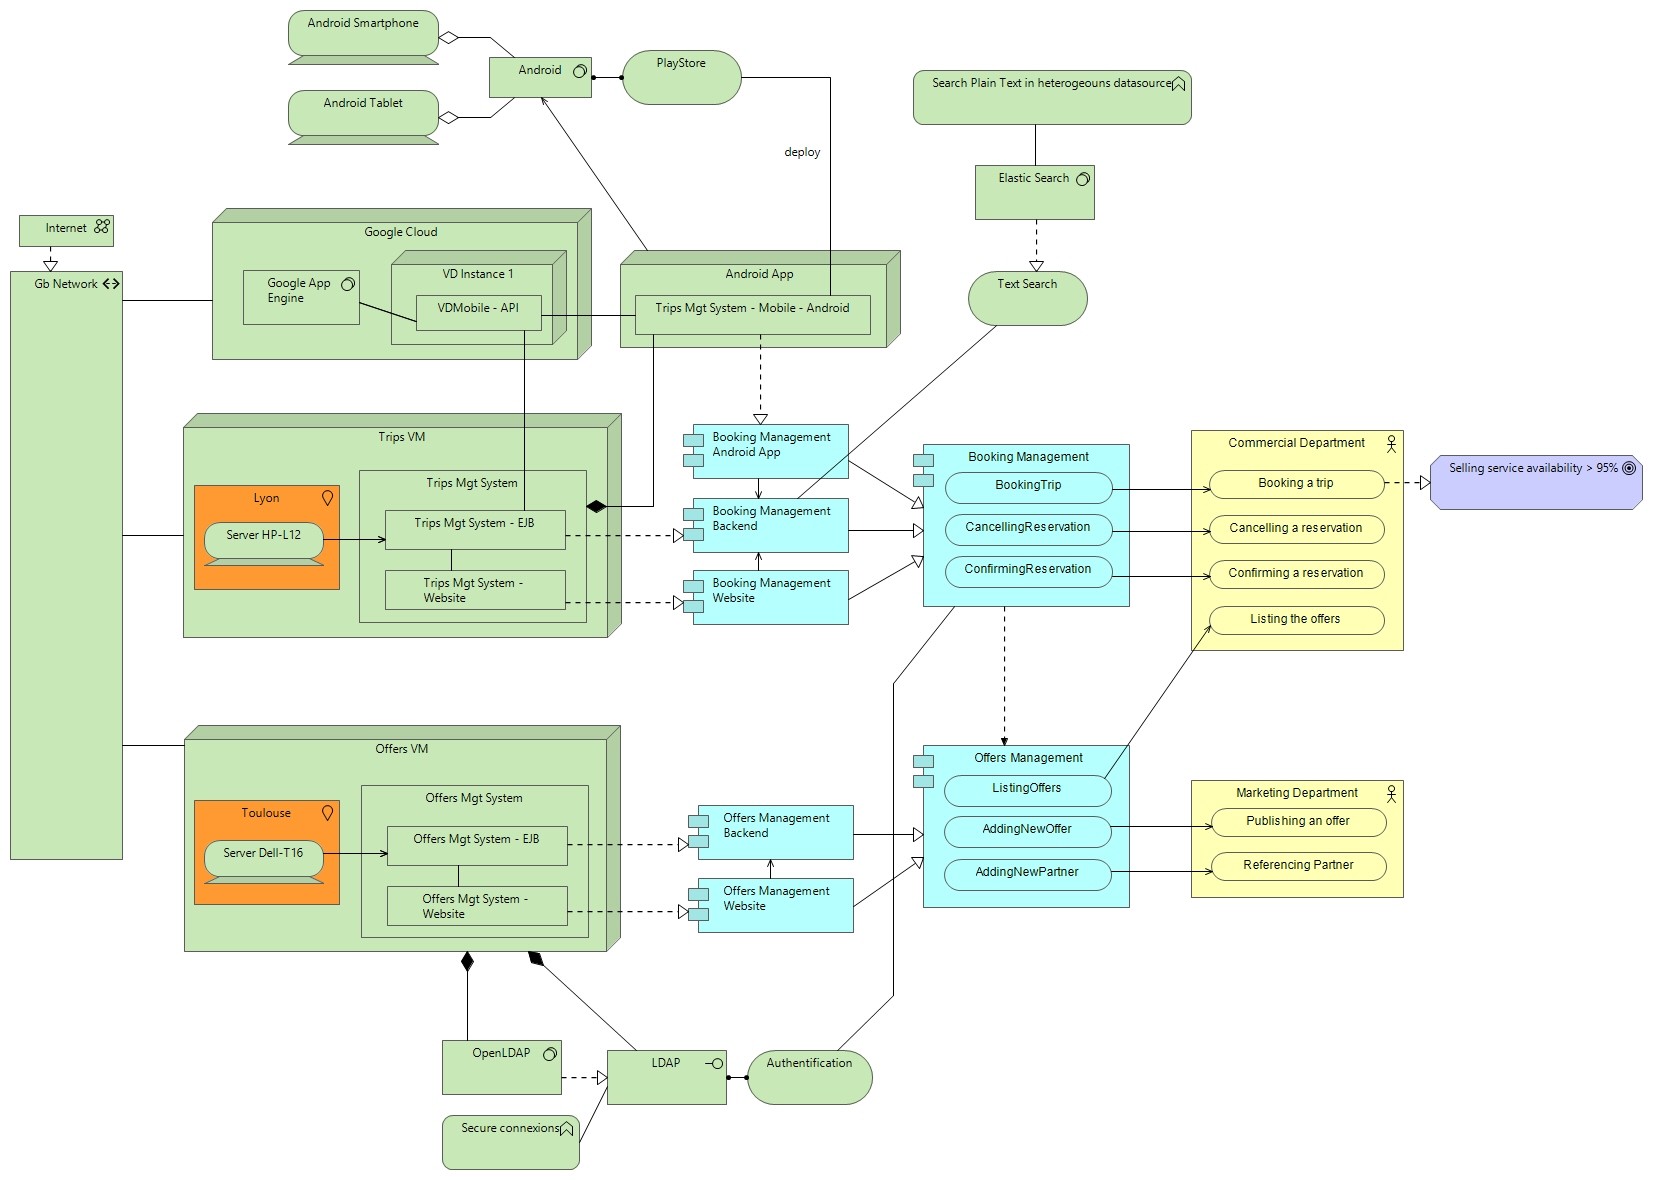 Android Smartphone
Android Tablet
Android
PlayStore
deploy
Search Plain Text in heterogeouns datasource
Elastic Search
Text Search
Internet
Gb Network
Google Cloud
Google App
Engine
VD Instance 1
VDMobile - API
Android App
Trips Mgt System - Mobile - Android
Trips VM
Lyon
Server HP-L12
Trips Mgt System
Trips Mgt System - EJB
Trips Mgt System -
Website
Booking Management
Android App
Booking Management
Backend
Booking Management
Website
Booking Management
BookingTrip
CancellingReservation
ConfirmingReservation
Commercial Department
Booking a trip
Cancelling a reservation
Confirming a reservation
Listing the offers
Selling service availability > 95%
Offers VM
Toulouse
Server Dell-T16
Offers Mgt System
Offers Mgt System - EJB
Offers Mgt System -
Website
Offers Management
Backend
Offers Management
Website
Offers Management
ListingOffers
AddingNewOffer
AddingNewPartner
Marketing Department
Publishing an offer
Referencing Partner
OpenLDAP
LDAP
Authentification
Secure connexions